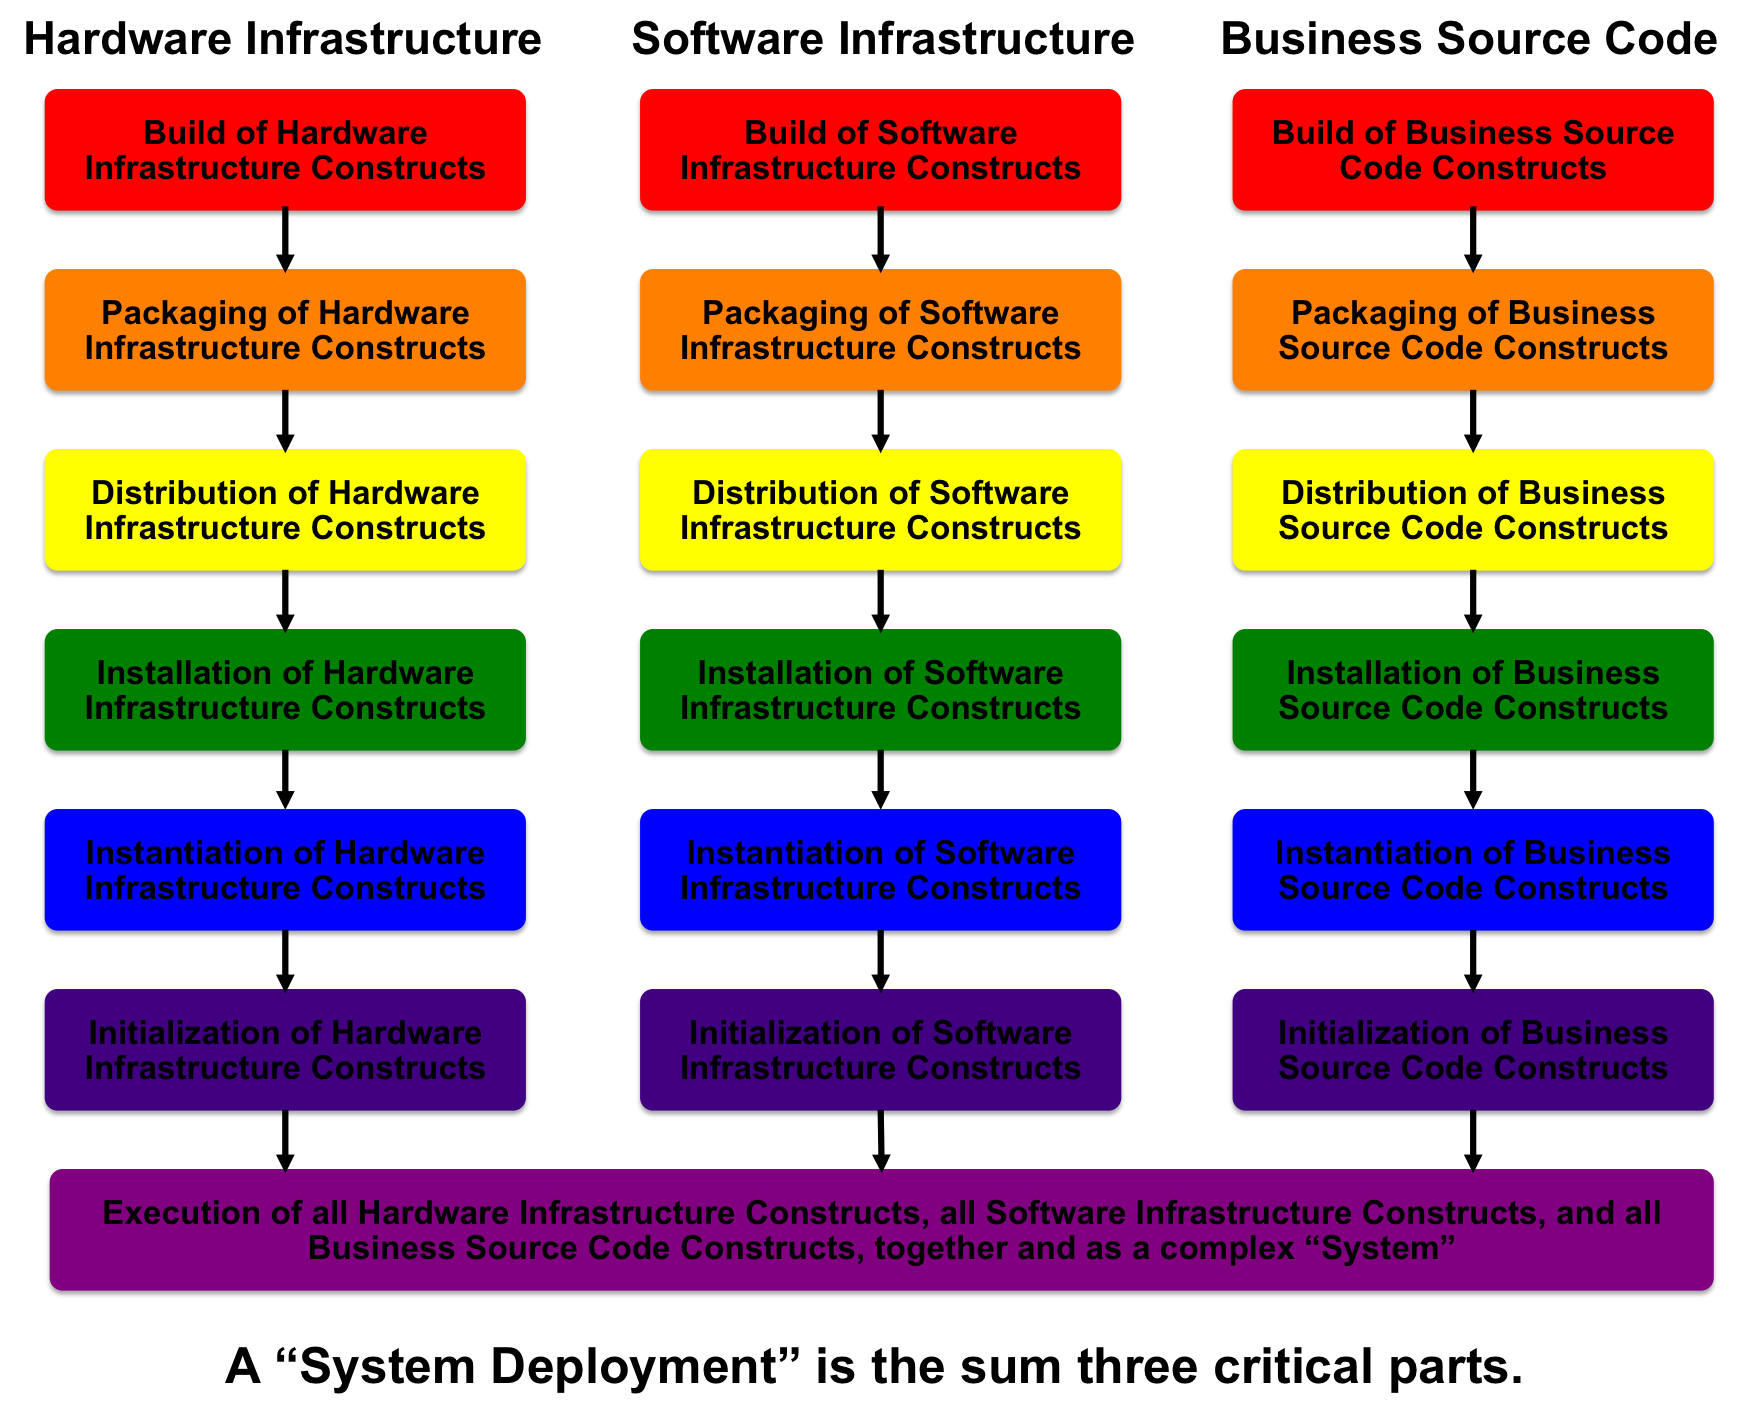 Hardware Infrastructure
Software Infrastructure
Business Source Code
Build of Hardware
Infrastructure Constructs
Build of Software
Infrastructure Constructs
Build of Business Source
Code Constructs
Packaging of Hardware
Infrastructure Constructs
Packaging of Software
Infrastructure Constructs
Packaging of Business
Source Code Constructs
Distribution of Hardware
Infrastructure Constructs
Distribution of Software
Infrastructure Constructs
Distribution of Business
Source Code Constructs
Installation of Hardware
Infrastructure Constructs
Installation of Software
Infrastructure Constructs
Installation of Business
Source Code Constructs
Instantiation of Hardware
Infrastructure Constructs
Instantiation of Software
Infrastructure Constructs
Instantiation of Business
Source Code Constructs
Initialization of Hardware
Infrastructure Constructs
Initialization of Software
Infrastructure Constructs
Initialization of Business
Source Code Constructs
Execution of all Hardware Infrastructure Constructs, all Software Infrastructure Constructs, and all
Business Source Code Constructs, together and as a complex “System”
A “System Deployment” is the sum three critical parts.